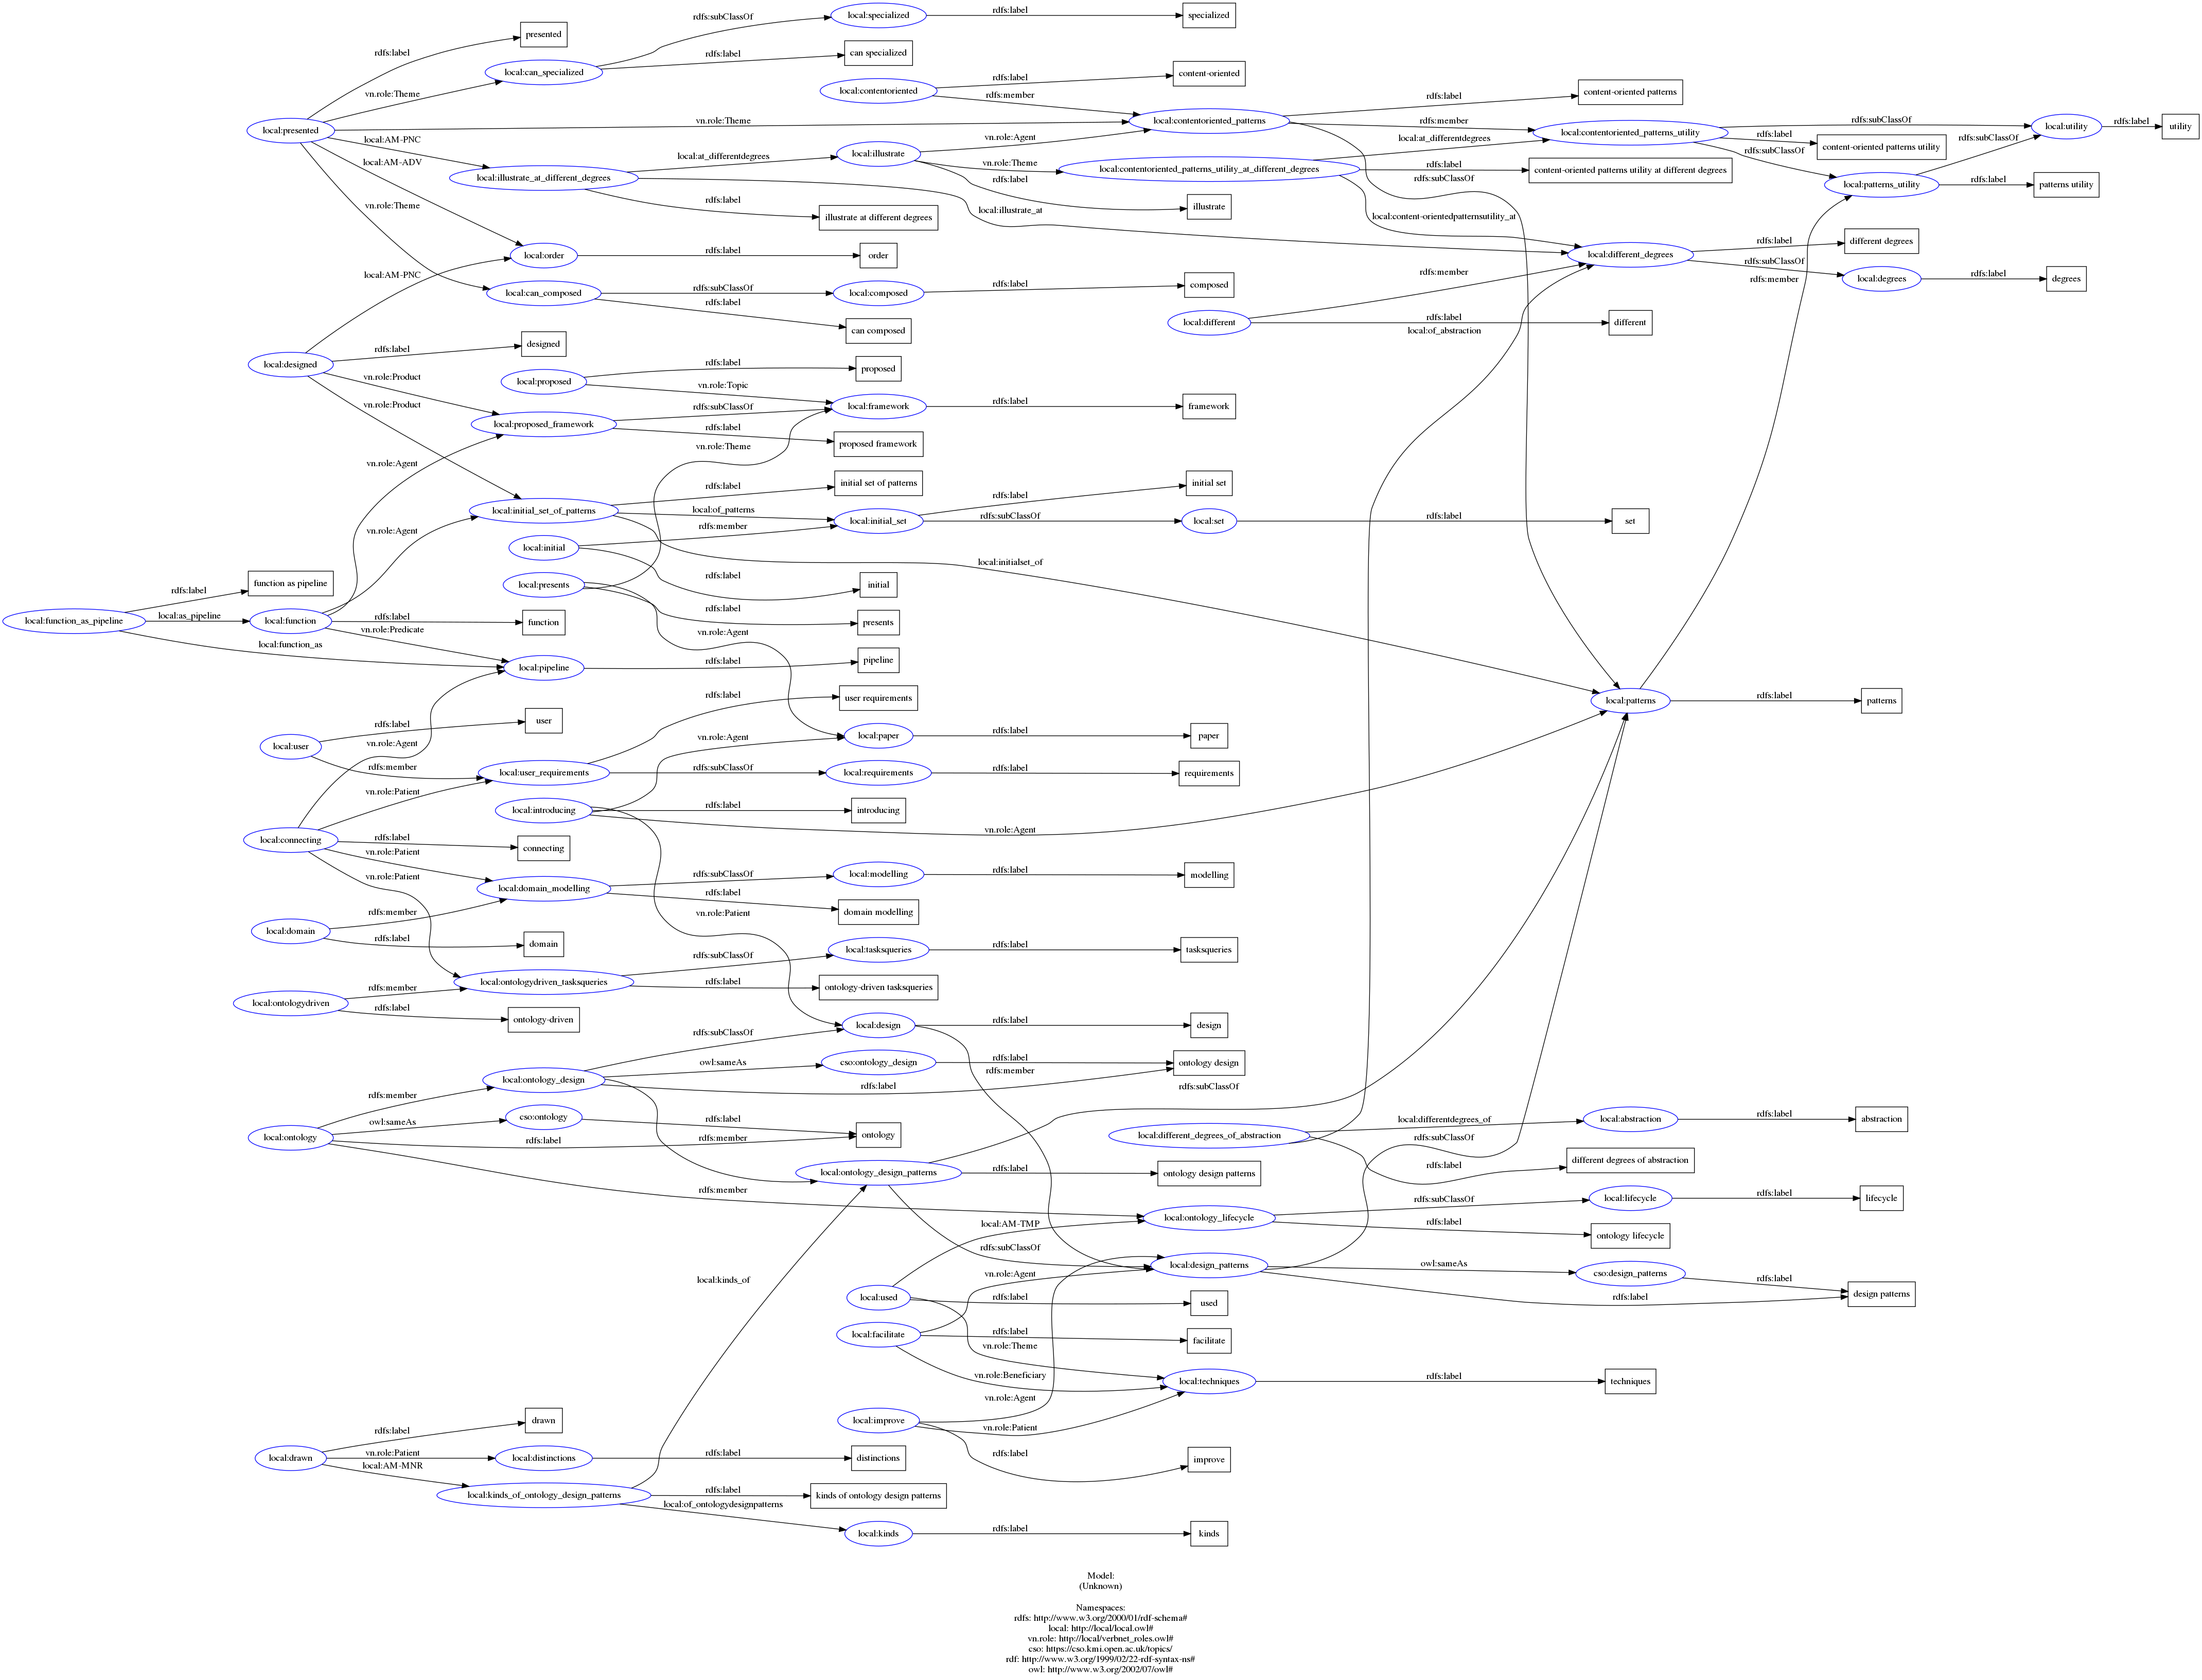 local:function_as_pipeline
rdfs:label
function as pipeline
local:as_pipeline
local:function_as
local:presented
rdfs:label
presented
vn.role:Theme
local:can_specialized
rdfs:subClassOf
local:specialized
rdfs:label
specialized
rdfs:label
can specialized
vn.role:Theme
local:AM-PNC
local:AM-ADV
vn.role:Theme
local:contentoriented
rdfs:label
content-oriented
rdfs:member
local:contentoriented_patterns
rdfs:label
content-oriented patterns
rdfs:member
rdfs:subClassOf
local:contentoriented_patterns_utility
rdfs:subClassOf
rdfs:label
content-oriented patterns utility
rdfs:subClassOf
local:utility
rdfs:label
utility
local:patterns_utility
rdfs:subClassOf
rdfs:label
patterns utility
local:illustrate_at_different_degrees
local:at_differentdegrees
local:illustrate_at
rdfs:label
illustrate at different degrees
local:illustrate
vn.role:Agent
vn.role:Theme
rdfs:label
illustrate
local:contentoriented_patterns_utility_at_different_degrees
local:at_differentdegrees
rdfs:label
content-oriented patterns utility at different degrees
local:content-orientedpatternsutility_at
local:order
rdfs:label
order
local:different_degrees
rdfs:label
different degrees
rdfs:subClassOf
local:degrees
rdfs:label
degrees
local:can_composed
rdfs:subClassOf
local:composed
rdfs:label
composed
rdfs:label
can composed
local:different
rdfs:member
rdfs:label
different
local:of_abstraction
rdfs:member
local:designed
local:AM-PNC
rdfs:label
designed
vn.role:Product
vn.role:Product
local:proposed
rdfs:label
proposed
vn.role:Topic
local:framework
rdfs:label
framework
local:proposed_framework
rdfs:subClassOf
rdfs:label
proposed framework
vn.role:Theme
vn.role:Agent
vn.role:Agent
local:initial_set_of_patterns
rdfs:label
initial set of patterns
local:of_patterns
local:initialset_of
local:initial_set
rdfs:label
initial set
rdfs:subClassOf
local:set
rdfs:label
set
local:initial
rdfs:member
rdfs:label
initial
local:presents
rdfs:label
presents
vn.role:Agent
local:function
rdfs:label
function
vn.role:Predicate
local:pipeline
rdfs:label
pipeline
local:patterns
rdfs:label
patterns
local:user
rdfs:label
user
rdfs:member
vn.role:Agent
local:user_requirements
rdfs:label
user requirements
rdfs:subClassOf
local:requirements
rdfs:label
requirements
local:paper
rdfs:label
paper
local:introducing
vn.role:Agent
rdfs:label
introducing
vn.role:Agent
vn.role:Patient
local:connecting
vn.role:Patient
rdfs:label
connecting
vn.role:Patient
vn.role:Patient
local:domain_modelling
rdfs:subClassOf
local:modelling
rdfs:label
modelling
rdfs:label
domain modelling
local:domain
rdfs:member
rdfs:label
domain
local:ontologydriven
rdfs:member
rdfs:label
ontology-driven
local:ontologydriven_tasksqueries
rdfs:subClassOf
local:tasksqueries
rdfs:label
tasksqueries
rdfs:label
ontology-driven tasksqueries
local:design
rdfs:label
design
rdfs:member
local:ontology_design
rdfs:subClassOf
owl:sameAs
cso:ontology_design
rdfs:label
ontology design
rdfs:label
rdfs:member
local:ontology
rdfs:member
owl:sameAs
cso:ontology
rdfs:label
ontology
rdfs:label
rdfs:member
local:ontology_design_patterns
rdfs:subClassOf
rdfs:label
ontology design patterns
rdfs:subClassOf
local:different_degrees_of_abstraction
local:differentdegrees_of
local:abstraction
rdfs:label
abstraction
rdfs:label
different degrees of abstraction
rdfs:subClassOf
local:ontology_lifecycle
rdfs:subClassOf
local:lifecycle
rdfs:label
lifecycle
rdfs:label
ontology lifecycle
local:design_patterns
owl:sameAs
cso:design_patterns
rdfs:label
design patterns
rdfs:label
local:used
local:AM-TMP
rdfs:label
used
vn.role:Theme
local:facilitate
vn.role:Agent
rdfs:label
facilitate
vn.role:Beneficiary
local:techniques
rdfs:label
techniques
local:improve
vn.role:Agent
vn.role:Patient
rdfs:label
improve
local:drawn
rdfs:label
drawn
vn.role:Patient
local:distinctions
rdfs:label
distinctions
local:AM-MNR
local:kinds_of_ontology_design_patterns
local:kinds_of
rdfs:label
kinds of ontology design patterns
local:of_ontologydesignpatterns
local:kinds
rdfs:label
kinds
Model:
(Unknown)
Namespaces:
rdfs: http://www.w3.org/2000/01/rdf-schema#
local: http://local/local.owl#
vn.role: http://local/verbnet_roles.owl#
cso: https://cso.kmi.open.ac.uk/topics/
rdf: http://www.w3.org/1999/02/22-rdf-syntax-ns#
owl: http://www.w3.org/2002/07/owl#